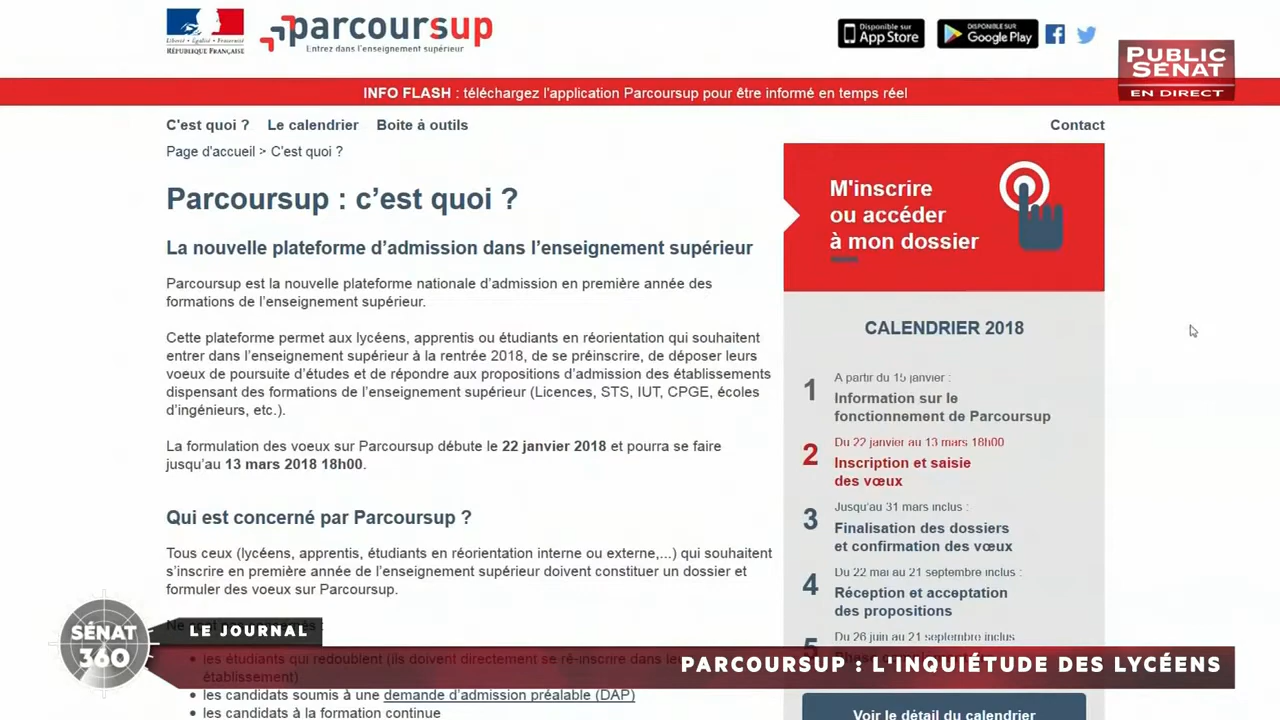 Liberté • Égalité • Fraternité
RÉPUBLIQUE FRANÇAISE
parcoursup
Entrez dans l'enseignement supérieur
Disponible sur
App Store
DISPONIBLE SUR
Google Play
PUBLIC
SÉNAT
EN DIRECT
INFO FLASH : téléchargez l'application Parcoursup pour être informé en temps réel
C'est quoi ? Le calendrier Boite à outils
Contact
Page d'accueil > C'est quoi ?
Parcoursup : c’est quoi ?
La nouvelle plateforme d’admission dans l’enseignement supérieur
Parcoursup est la nouvelle plateforme nationale d’admission en première année des
formations de l’enseignement supérieur.
Cette plateforme permet aux lycéens, apprentis ou étudiants en réorientation qui souhaitent
entrer dans l’enseignement supérieur à la rentrée 2018, de se préinscrire, de déposer leurs
voeux de poursuite d’études et de répondre aux propositions d’admission des établissements
dispensant des formations de l’enseignement supérieur (Licences, STS, IUT, CPGE, écoles
d’ingénieurs, etc.).
La formulation des voeux sur Parcoursup débute le 22 janvier 2018 et pourra se faire
jusqu’au 13 mars 2018 18h00.
Qui est concerné par Parcoursup ?
Tous ceux (lycéens, apprentis, étudiants en réorientation interne ou externe,...) qui souhaitent
s’inscrire en première année de l’enseignement supérieur doivent constituer un dossier et
formuler des voeux sur Parcoursup.
les étudiants qui redoublent (ils doivent directement se ré-inscrire dans
établissement)
les candidats soumis à une demande d’admission préalable (DAP)
les candidats à la formation continue
M'inscrire
ou accéder
à mon dossier
CALENDRIER 2018
1
A partir du 15 janvier :
Information sur le
fonctionnement de Parcoursup
2
Du 22 janvier au 13 mars 18h00
Inscription et saisie
des vœux
3
Jusqu'au 31 mars inclus :
Finalisation des dossiers
et confirmation des vœux
4
Du 22 mai au 21 septembre inclus :
Réception et acceptation
des propositions
5
Du 26 juin au 21 septembre inclus
Voir le détail du calendrier
SÉNAT
360
LE JOURNAL
PARCOURSUP : L'INQUIÉTUDE DES LYCÉENS